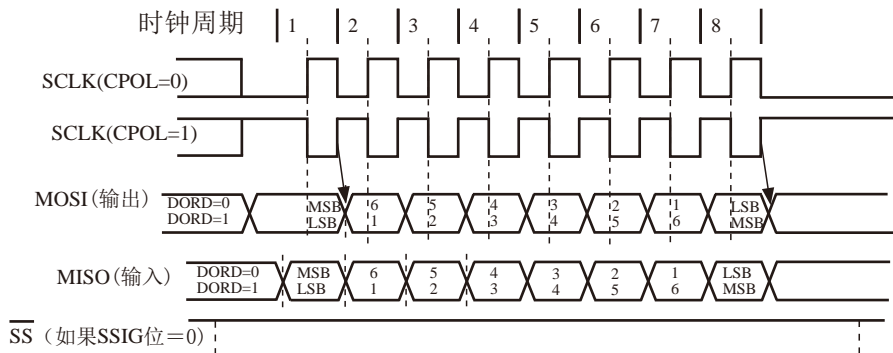 时钟周期 1 2 3 4 5 6 7 8
SCLK(CPOL=0)
SCLK(CPOL=1)
MOSI(输出) DORD=0 MSB 6 5 4 3 2 1 LSB
DORD=1 LSB 1 2 3 4 5 6 MSB
MISO(输入) DORD=0 MSB 6 5 4 3 2 1 LSB
DORD=1 LSB 1 2 3 4 5 6 MSB
SS (如果SSIG位=0)